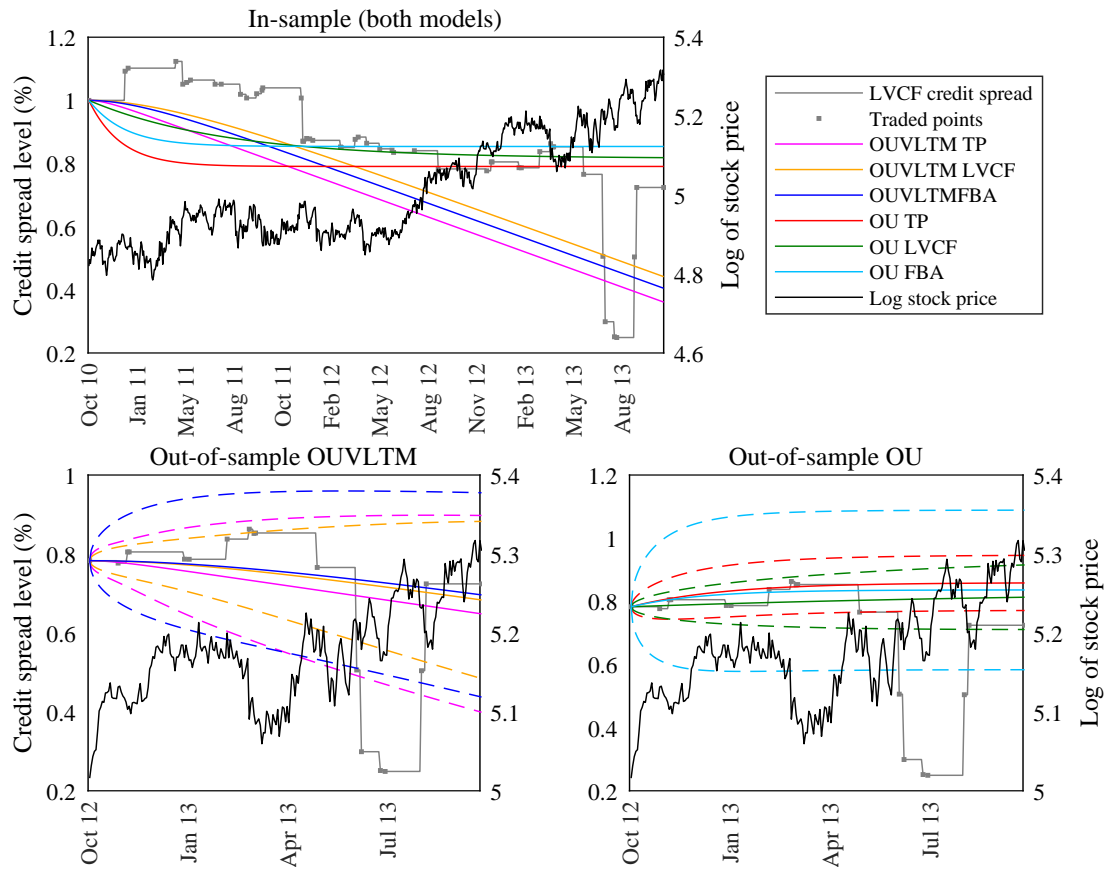 In-sample (both models)
Credit spread level (%)
1.2
1
0.8
0.6
0.4
0.2
5.4
5.2
5
4.8
4.6
Log of stock price
Oct 10
Jan 11
May 11
Aug 11
Oct 11
Feb 12
May 12
Aug 12
Nov 12
Feb 13
May 13
Aug 13
LVCF credit spread
Traded points
OUVLTM TP
OUVLTM LVCF
OUVLTMFBA
OU TP
OU LVCF
OU FBA
Log stock price
Out-of-sample OUVLTM
Credit spread level (%)
1
0.8
0.6
0.4
0.2
5.4
5.3
5.2
5.1
5
Oct 12
Jan 13
Apr 13
Jul 13
Out-of-sample OU
1.2
1
0.8
0.6
0.4
0.2
5.4
5.3
5.2
5.1
5
Log of stock price
Oct 12
Jan 13
Apr 13
Jul 13